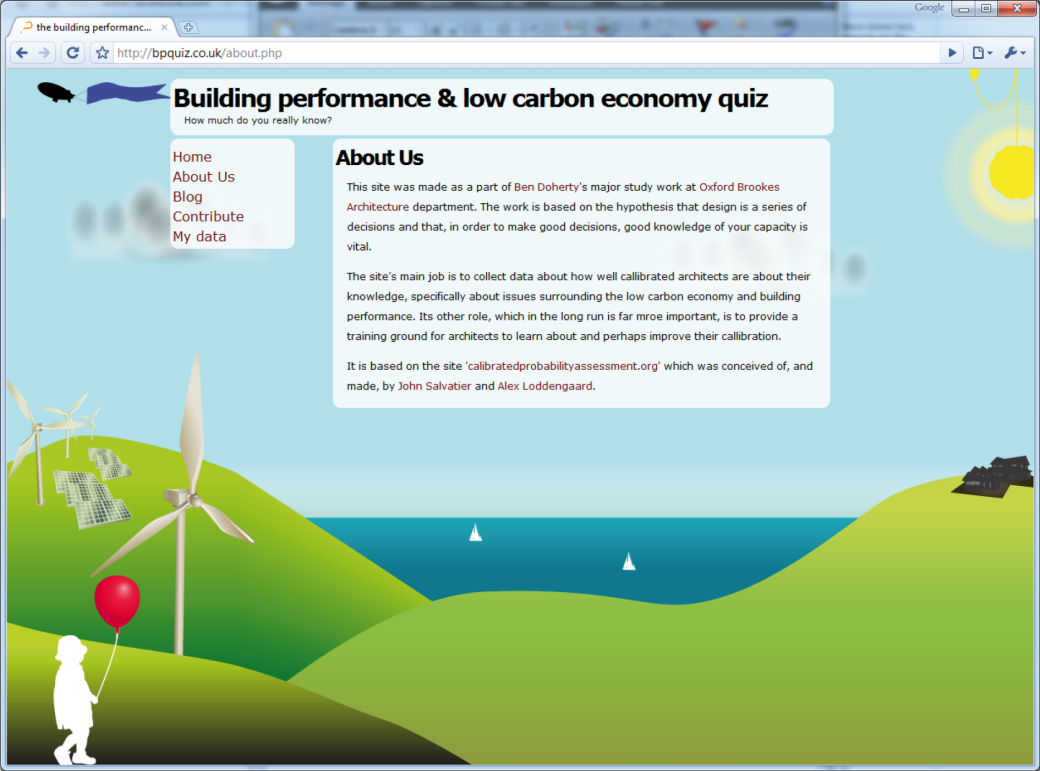 Google
the building performanc...
http://bpquiz.co.uk/about.php
Building performance & low carbon economy quiz
How much do you really know?
Home
About Us
Blog
Contribute
My data
About Us
This site was made as a part of Ben Doherty's major study work at Oxford Brookes
Architecture department. The work is based on the hypothesis that design is a series of
decisions and that, in order to make good decisions, good knowledge of your capacity is
vital.
The site's main job is to collect data about how well callibrated architects are about their
knowledge, specifically about issues surrounding the low carbon economy and building
performance. Its other role, which in the long run is far mroe important, is to provide a
training ground for architects to learn about and perhaps improve their callibration.
It is based on the site 'calibratedprobabilityassessment.org' which was conceived of, and
made, by John Salvatier and Alex Loddengaard.